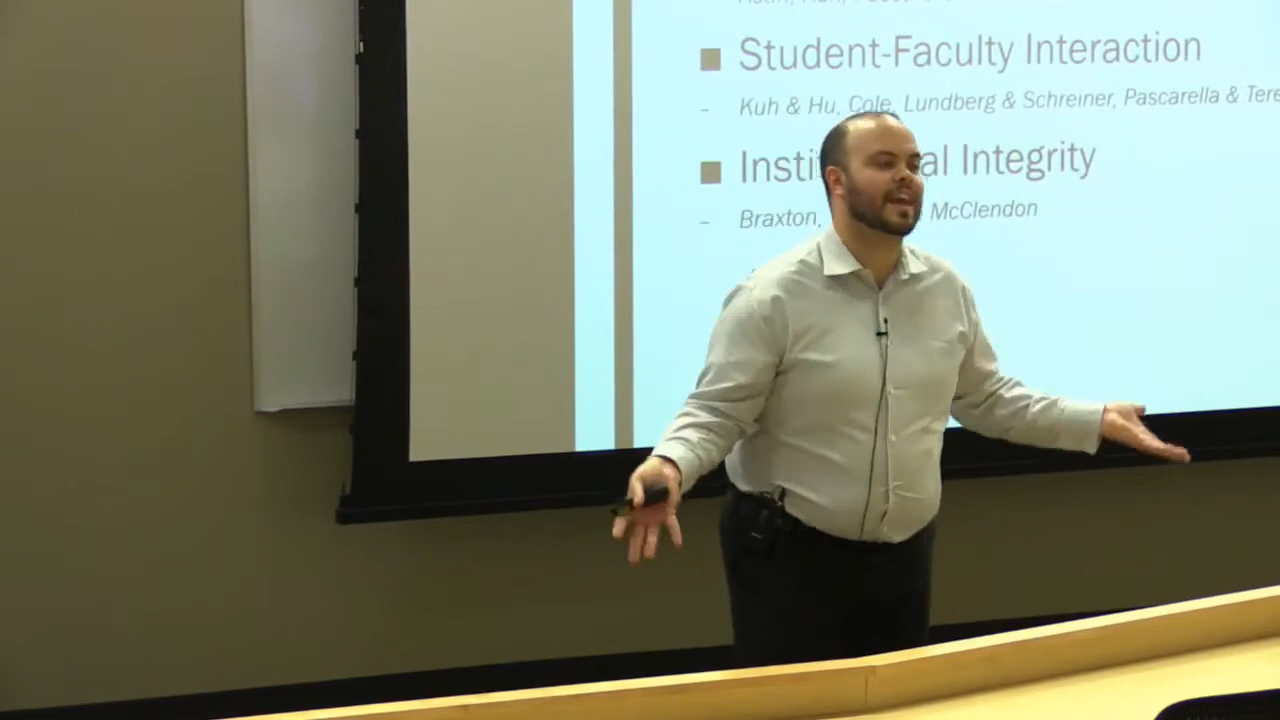 Student-Faculty Interaction
– Kuh & Hu, Cole, Lundberg & Schreiner, Pascarella & Tere
Insti al Integrity
– Braxton, McClendon